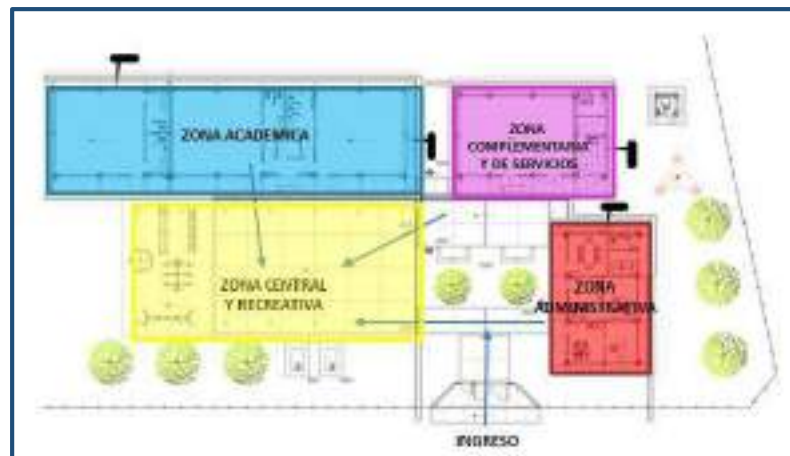 ZONA ACADEMICA
ZONA
COMPLEMENTARIA
Y DE SERVICIOS
ZONA CENTRAL
Y RECREATIVA
ZONA
ADMINISTRATIVA
INGRESO